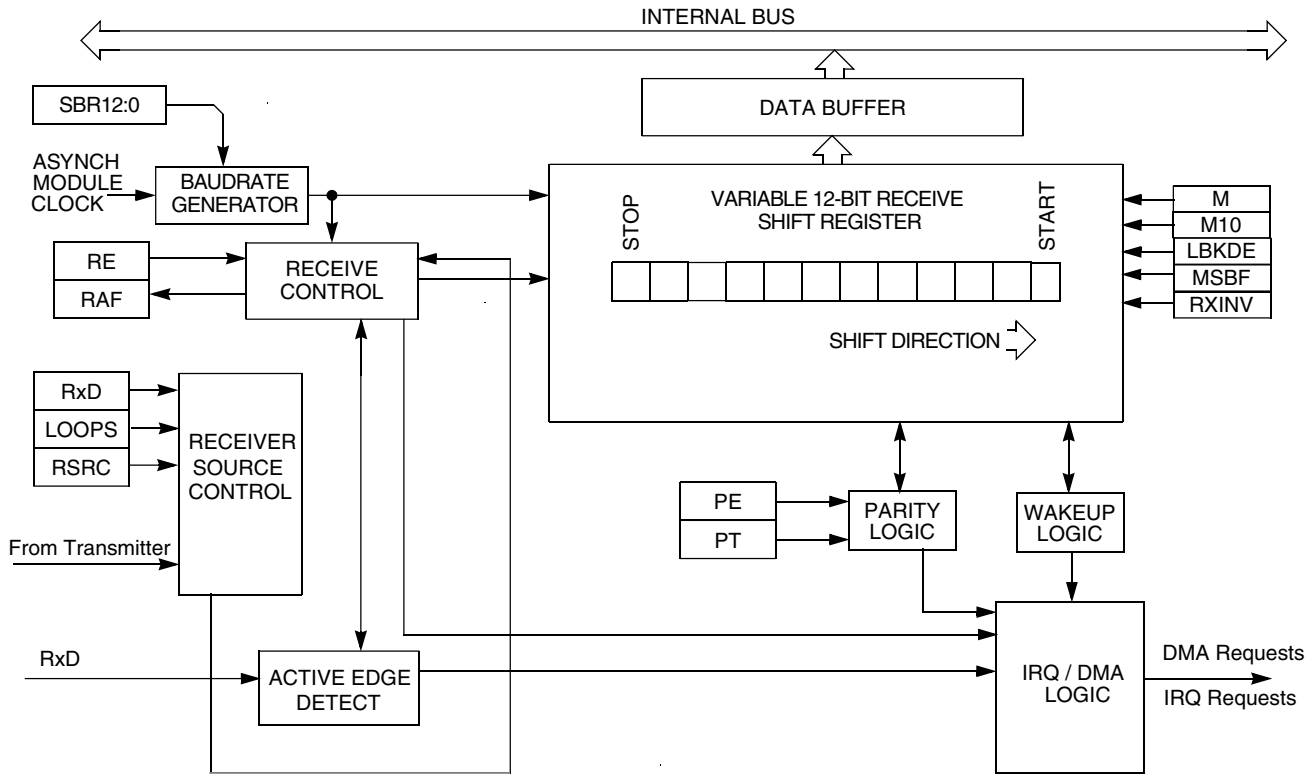 INTERNAL BUS
SBR12:0
DATA BUFFER
ASYNCH
MODULE
CLOCK
BAUDRATE
GENERATOR
VARIABLE 12-BIT RECEIVE
SHIFT REGISTER
STOP
START
M
M10
LBKDE
MSBF
RXINV
RE
RAF
RECEIVE
CONTROL
SHIFT DIRECTION
RxD
LOOPS
RSRC
RECEIVER
SOURCE
CONTROL
From Transmitter
PE
PT
PARITY
LOGIC
WAKEUP
LOGIC
RxD
ACTIVE EDGE
DETECT
IRQ / DMA
LOGIC
DMA Requests
IRQ Requests